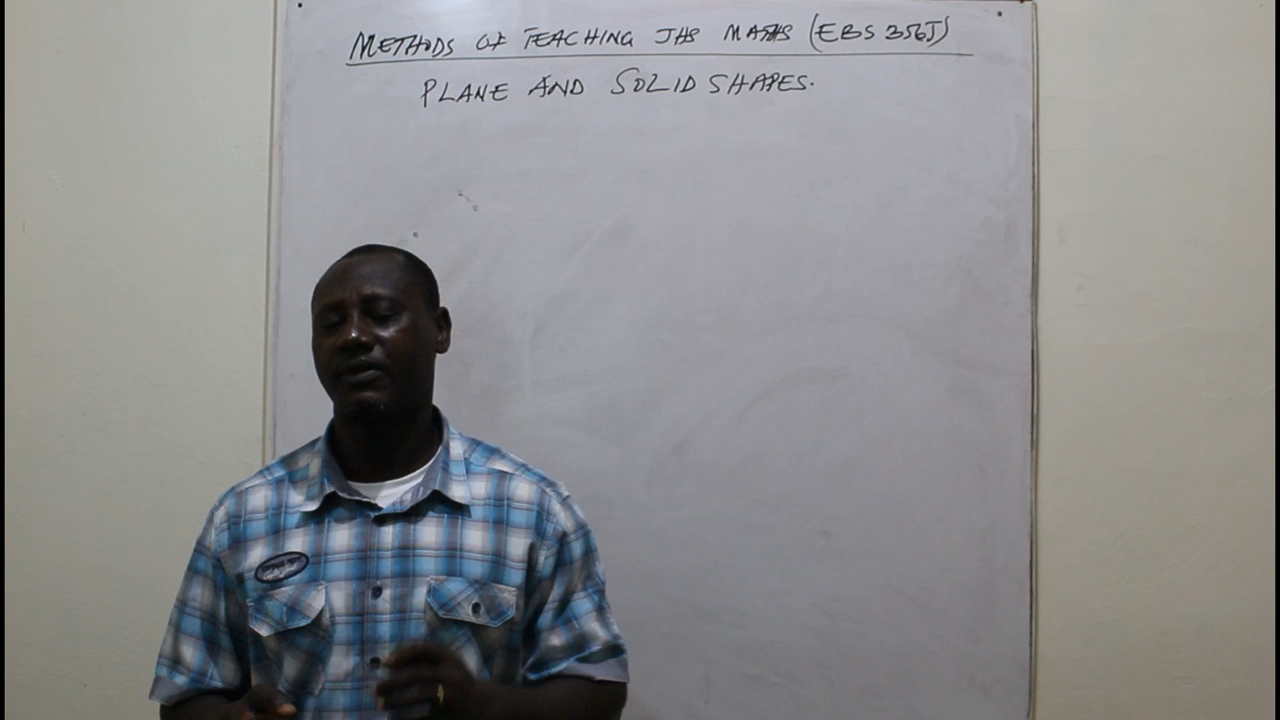 METHODS OF TEACHING JHS MATHS (EBS 356J)
PLANE AND SOLID SHAPES.